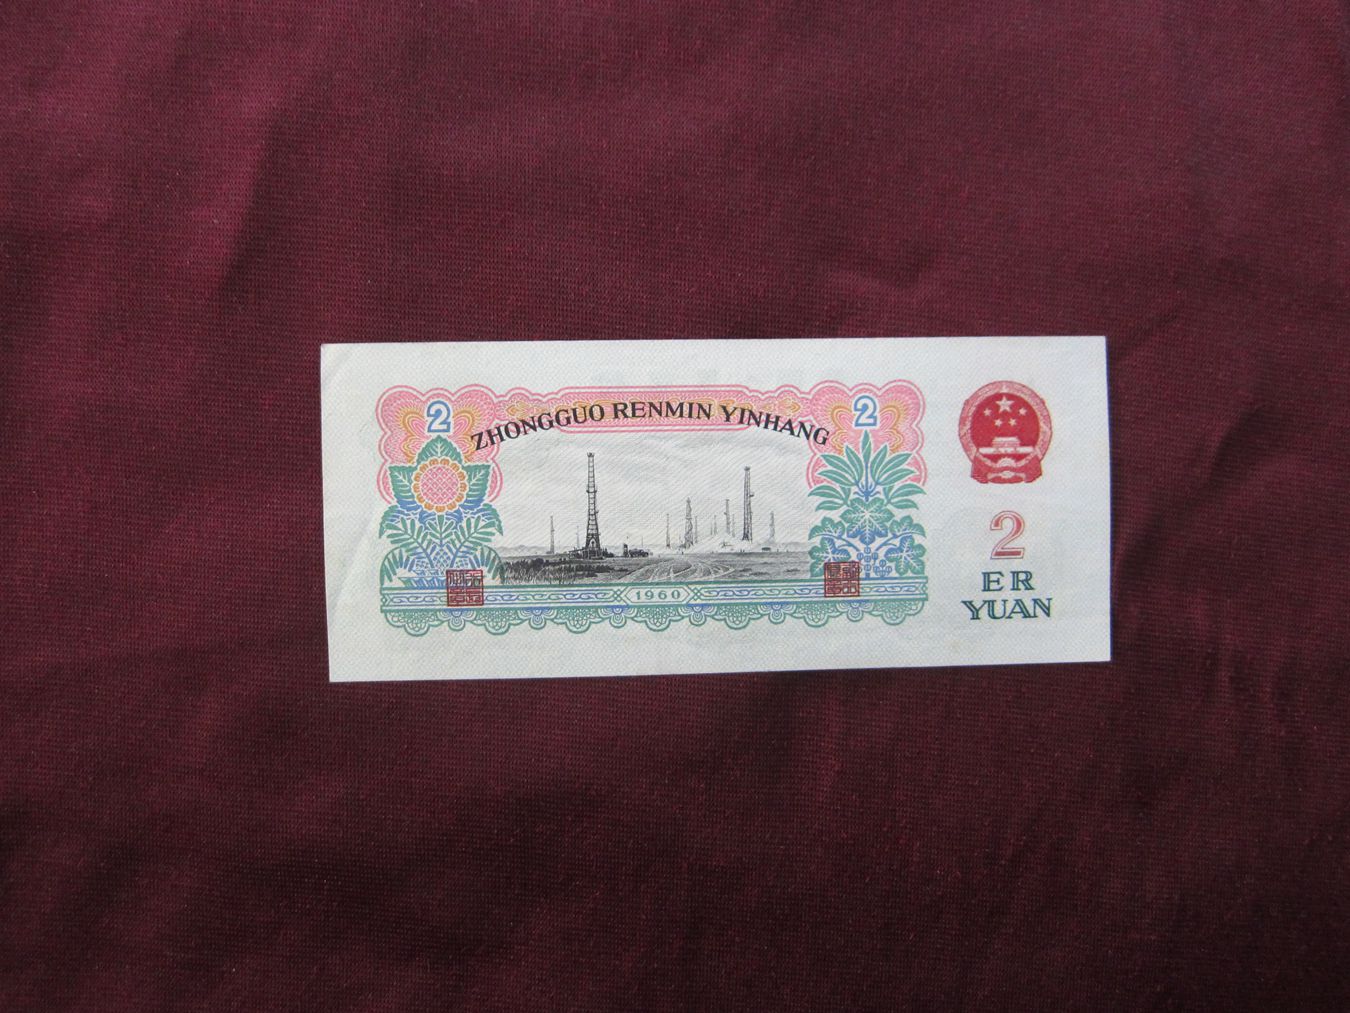 2
ZHONGGUO RENMIN YINHANG
2
1960
2
ER
YUAN